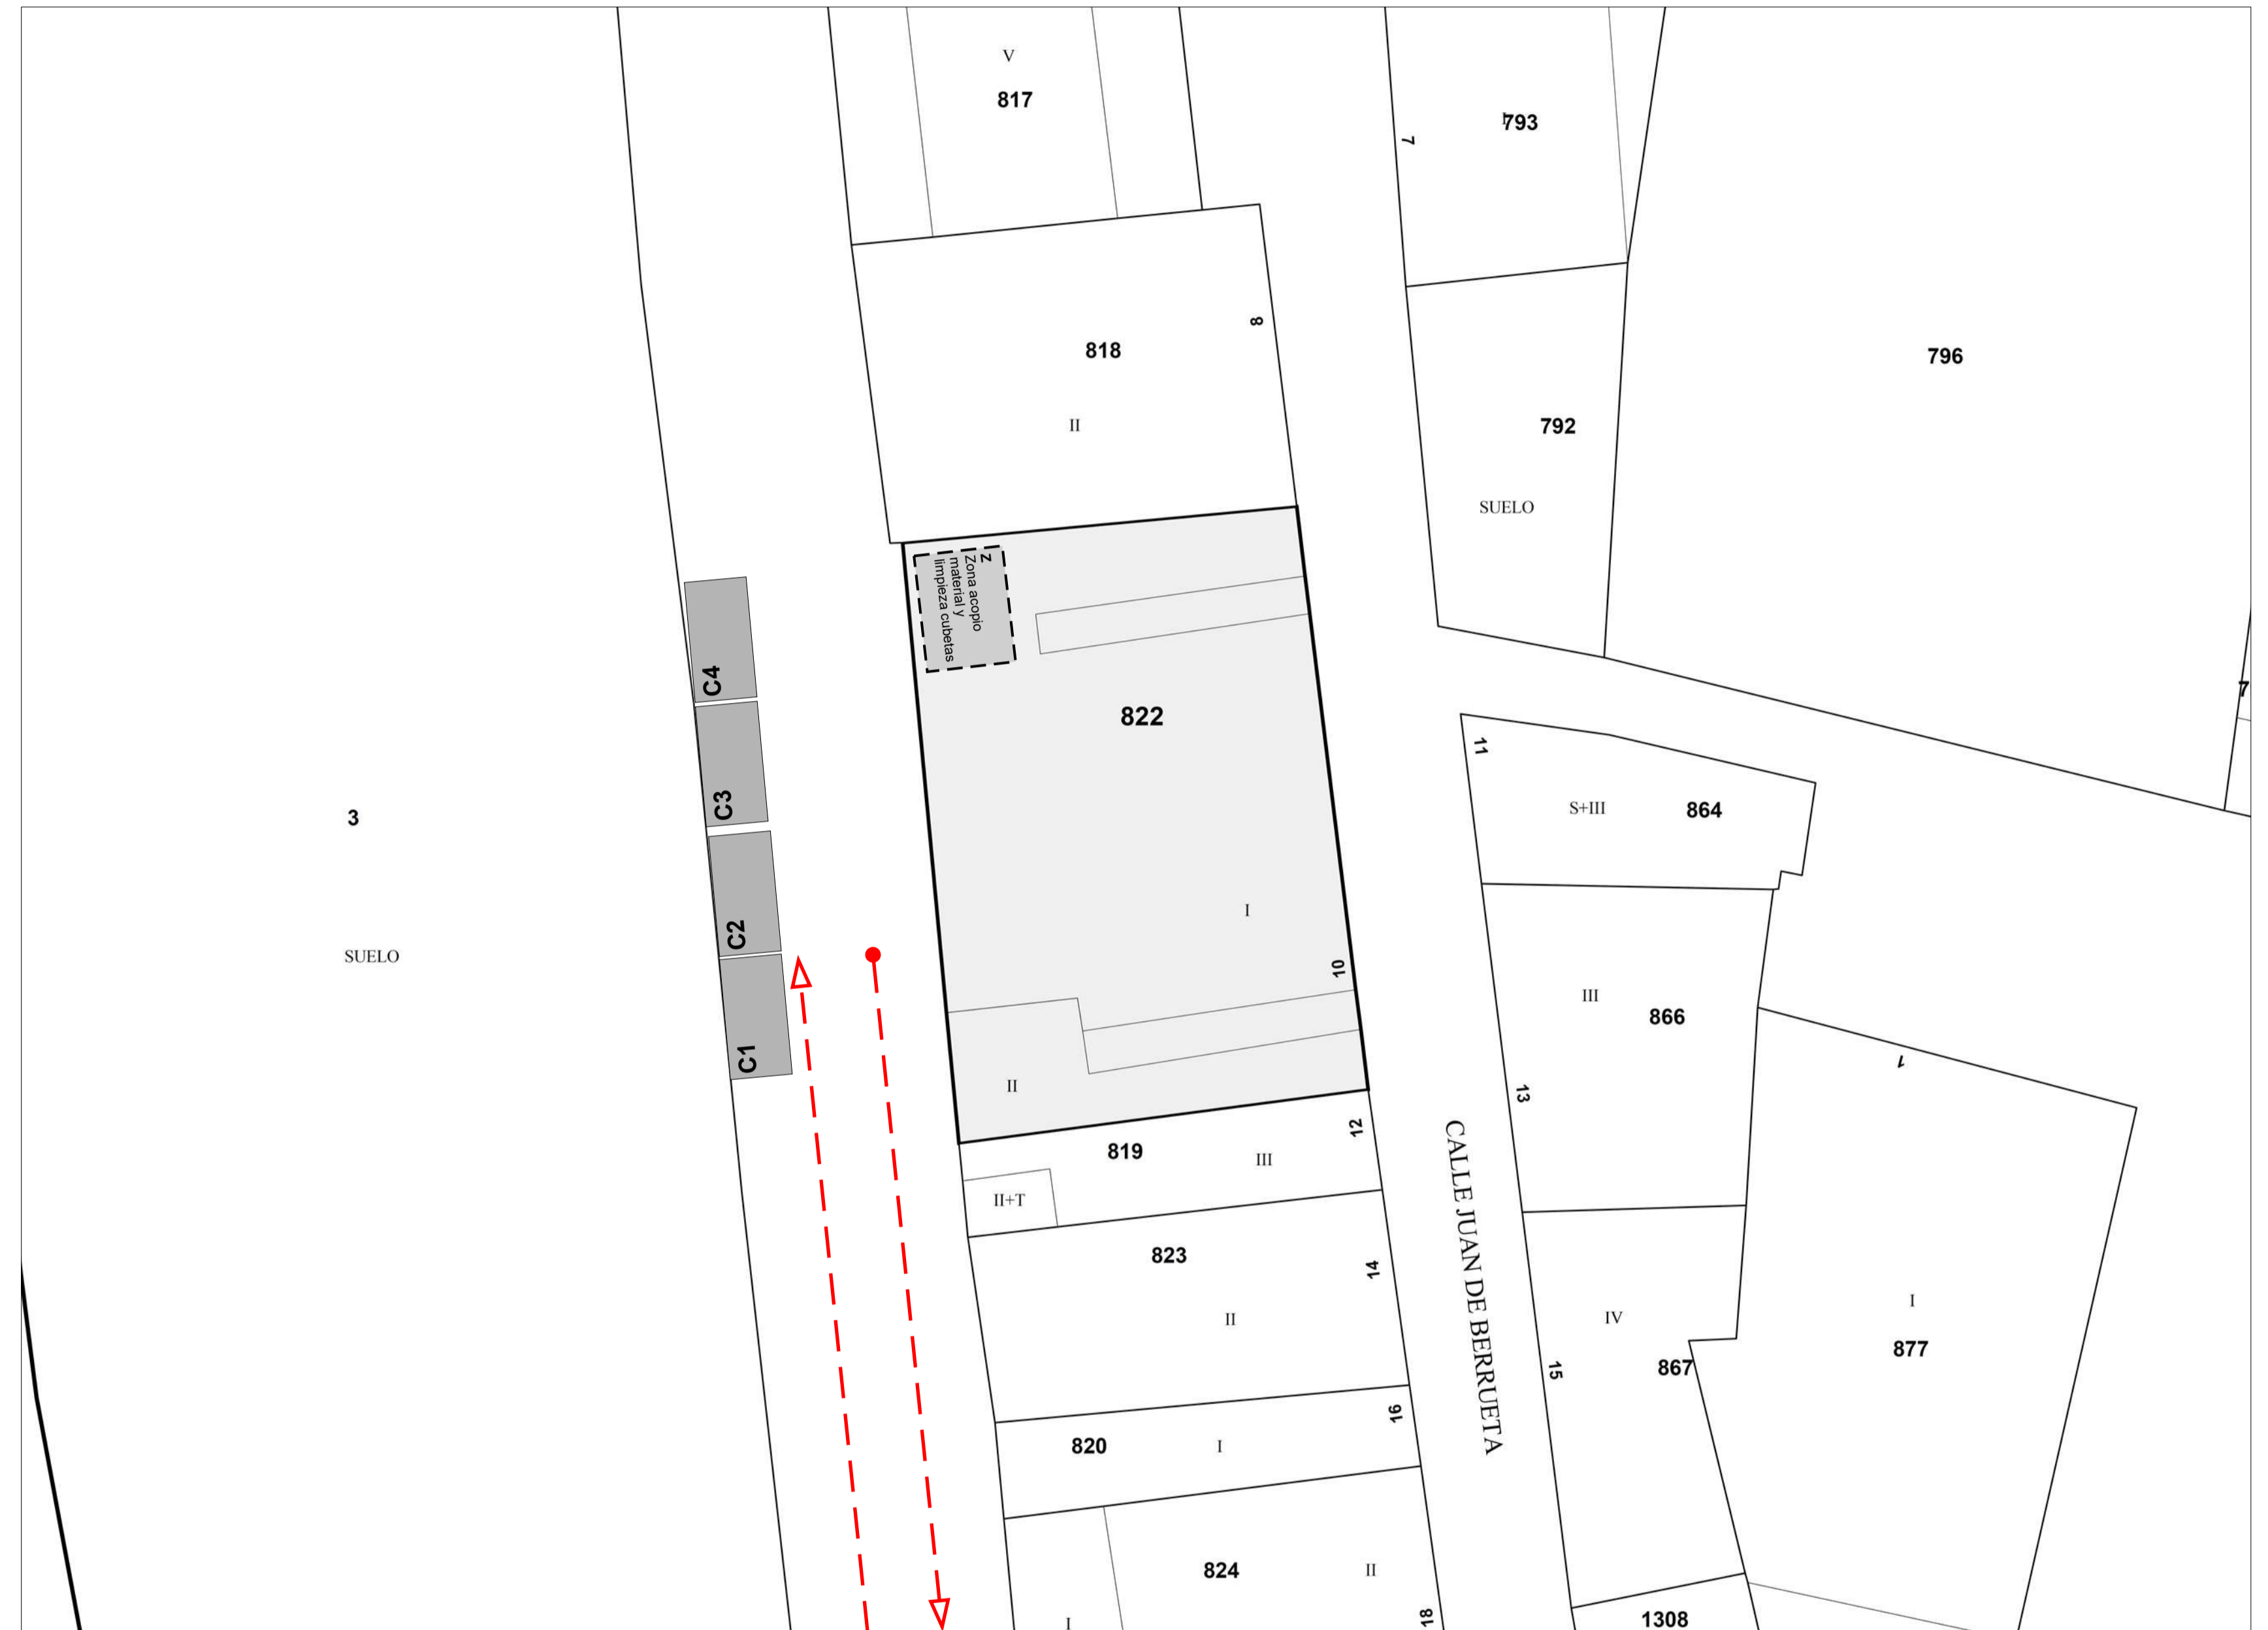 V
817
I
793
7
8
818
796
II
792
SUELO
z
Zona acopio
material y
limpieza cubetas
C4
7
822
11
C3
S+III
864
3
I
C2
SUELO
10
III
866
C1
1
II
13
12
819
III
II+T
CALLE JUAN DE BERRUETA
823
14
II
IV
I
877
15
867
16
820
I
824
II
18
1308
I